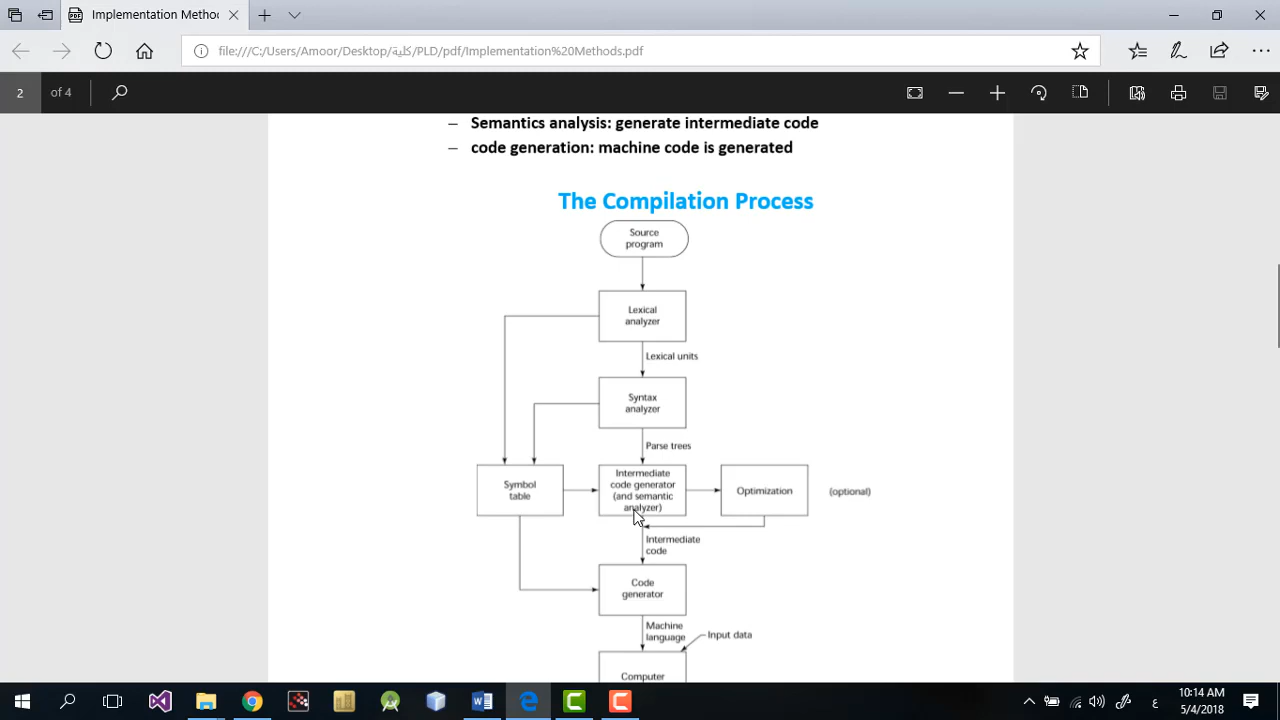 Implementation Methods.pdf
file:///C:/Users/Amoor/Desktop/كلية/PLD/pdf/Implementation%20Methods.pdf
2 of 4
– Semantics analysis: generate intermediate code
– code generation: machine code is generated
The Compilation Process
Source
program
Lexical
analyzer
Lexical units
Syntax
analyzer
Parse trees
Symbol
table
Intermediate
code generator
(and semantic
analyzer)
Optimization
(optional)
Intermediate
code
Code
generator
Machine
language
Input data
Computer
ع
10:14 AM
5/4/2018